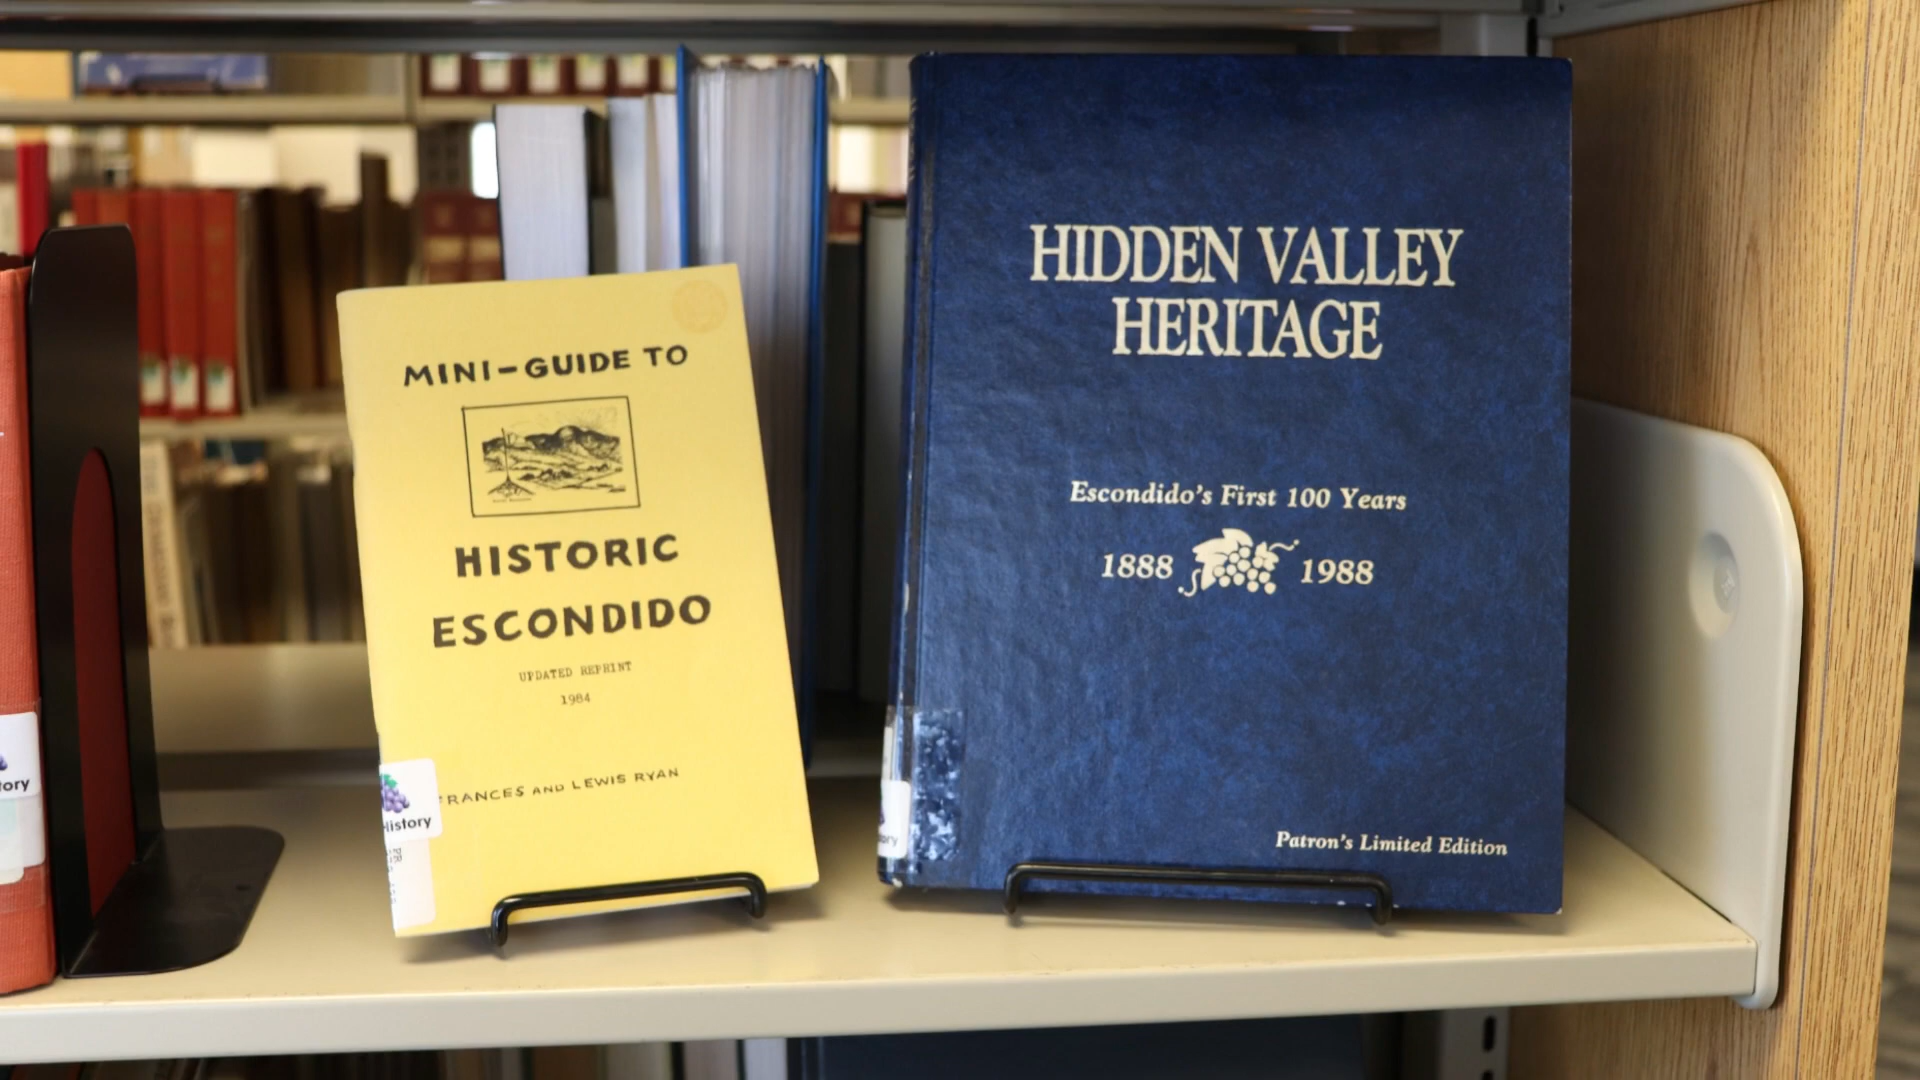 MINI-GUIDE TO
HISTORIC
ESCONDIDO
UPDATED REPRINT
1984
FRANCES AND LEWIS RYAN
History
HIDDEN VALLEY
HERITAGE
Escondido's First 100 Years
1888 1988
Patron's Limited Edition